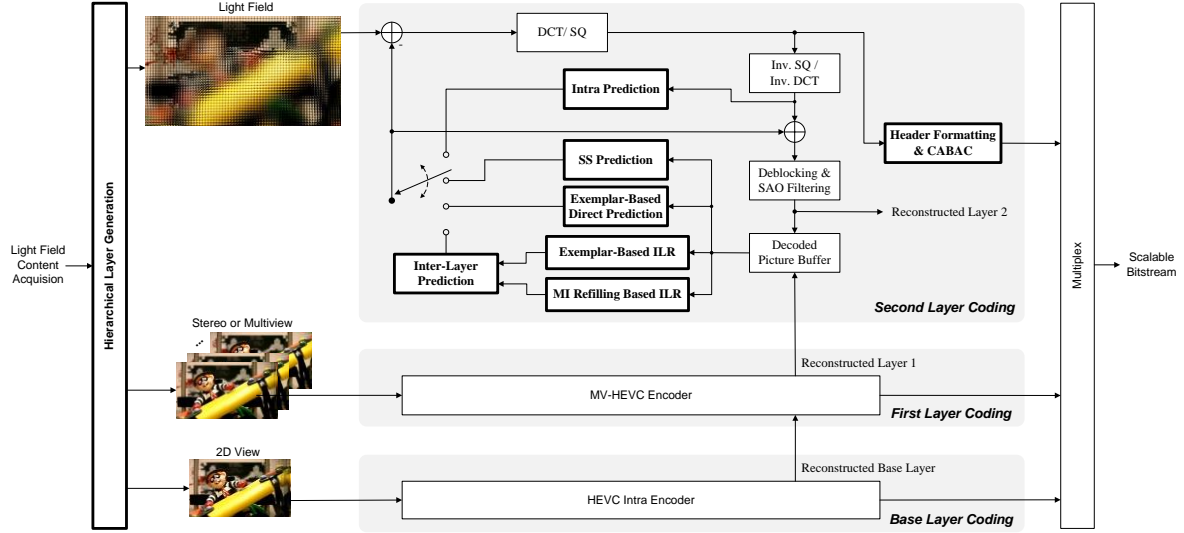 Light Field
DCT/ SQ
-
Inv. SQ /
Inv. DCT
Intra Prediction
Header Formatting
& CABAC
SS Prediction
Deblocking &
SAO Filtering
Exemplar-Based
Direct Prediction
Reconstructed Layer 2
Hierarchical Layer Generation
Light Field
Content
Acquision
Exemplar-Based ILR
Decoded
Picture Buffer
Inter-Layer
Prediction
MI Refilling Based ILR
Second Layer Coding
Multiplex
Scalable
Bitstream
Stereo or Multiview
...
Reconstructed Layer 1
MV-HEVC Encoder
First Layer Coding
2D View
Reconstructed Base Layer
HEVC Intra Encoder
Base Layer Coding